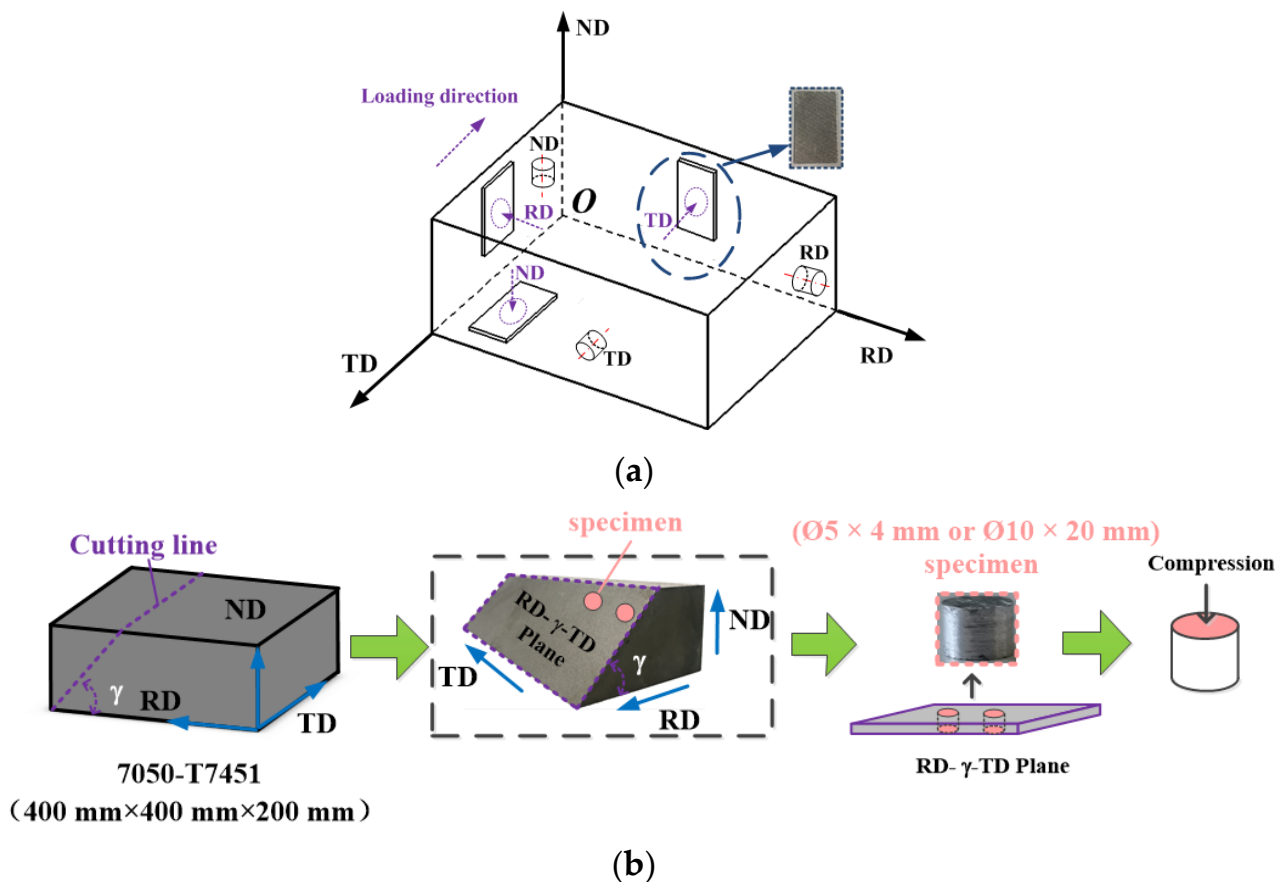 ND
Loading direction
ND
RD
O
TD
RD
ND
TD
TD
RD
(a)
Cutting line
ND
γ
RD
TD
7050-T7451
(400 mm×400 mm×200 mm)
specimen
RD- γ-TD
Plane
ND
TD
γ
RD
(Ø5 × 4 mm or Ø10 × 20 mm)
specimen
RD- γ-TD Plane
Compression
(b)